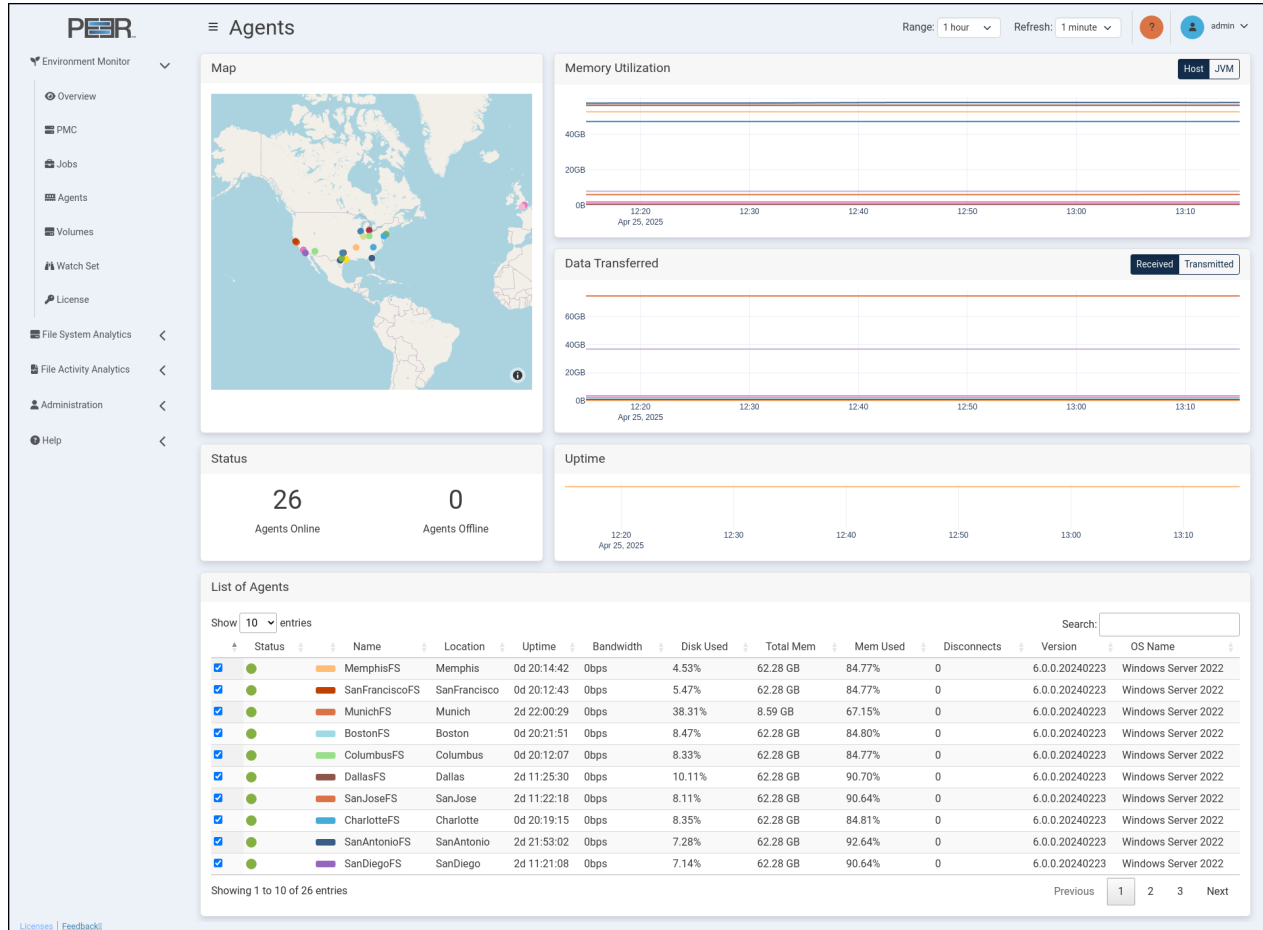 PEER
Agents
Range: 1 hour
Refresh: 1 minute
?
admin
Environment Monitor
Overview
PMC
Jobs
Agents
Volumes
Watch Set
License
File System Analytics
File Activity Analytics
Administration
Help
Map
Memory Utilization
Host JVM
40GB
20GB
0B
12:20 12:30 12:40 12:50 13:00 13:10
Apr 25, 2025
Data Transferred
Received Transmitted
60GB
40GB
20GB
0B
12:20 12:30 12:40 12:50 13:00 13:10
Apr 25, 2025
Status
26 0
Agents Online Agents Offline
Uptime
12:20 12:30 12:40 12:50 13:00 13:10
Apr 25, 2025
List of Agents
Show 10 entries
Search:
Status Name Location Uptime Bandwidth Disk Used Total Mem Mem Used Disconnects Version OS Name
MemphisFS Memphis 0d 20:14:42 0bps 4.53% 62.28 GB 84.77% 0 6.0.0.20240223 Windows Server 2022
SanFranciscoFS SanFrancisco 0d 20:12:43 0bps 5.47% 62.28 GB 84.77% 0 6.0.0.20240223 Windows Server 2022
MunichFS Munich 2d 22:00:29 0bps 38.31% 8.59 GB 67.15% 0 6.0.0.20240223 Windows Server 2022
BostonFS Boston 0d 20:21:51 0bps 8.47% 62.28 GB 84.80% 0 6.0.0.20240223 Windows Server 2022
ColumbusFS Columbus 0d 20:12:07 0bps 8.33% 62.28 GB 84.77% 0 6.0.0.20240223 Windows Server 2022
DallasFS Dallas 2d 11:25:30 0bps 10.11% 62.28 GB 90.70% 0 6.0.0.20240223 Windows Server 2022
SanJoseFS SanJose 2d 11:22:18 0bps 8.11% 62.28 GB 90.64% 0 6.0.0.20240223 Windows Server 2022
CharlotteFS Charlotte 0d 20:19:15 0bps 8.35% 62.28 GB 84.81% 0 6.0.0.20240223 Windows Server 2022
SanAntonioFS SanAntonio 2d 21:53:02 0bps 7.28% 62.28 GB 92.64% 0 6.0.0.20240223 Windows Server 2022
SanDiegoFS SanDiego 2d 11:21:08 0bps 7.14% 62.28 GB 90.64% 0 6.0.0.20240223 Windows Server 2022
Showing 1 to 10 of 26 entries
Previous 1 2 3 Next
Licenses | Feedback||